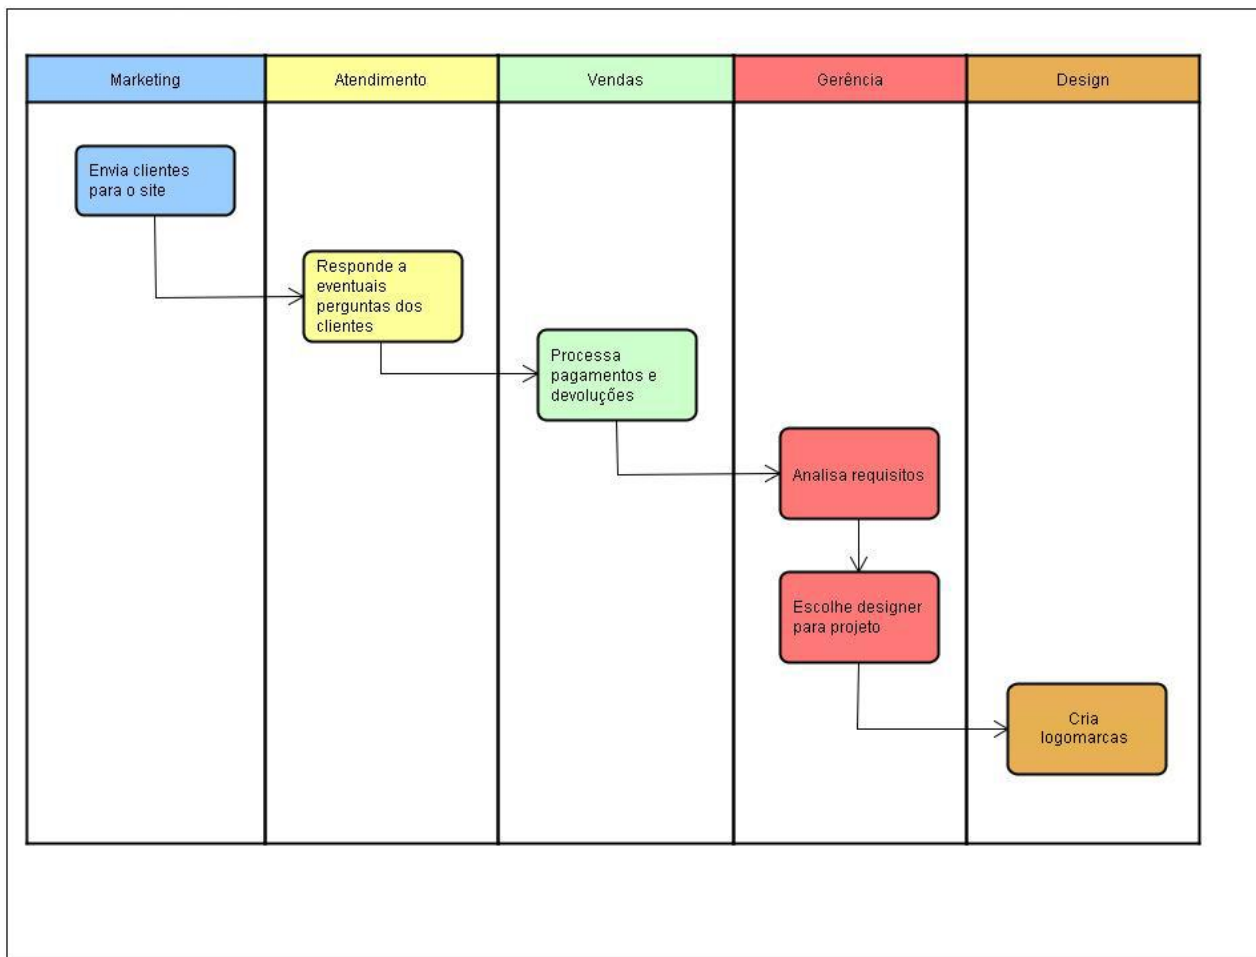 Marketing
Atendimento
Vendas
Gerência
Design
Envia clientes
para o site
Responde a
eventuais
perguntas dos
clientes
Processa
pagamentos e
devoluções
Analisa requisitos
Escolhe designer
para projeto
Cria
logomarcas